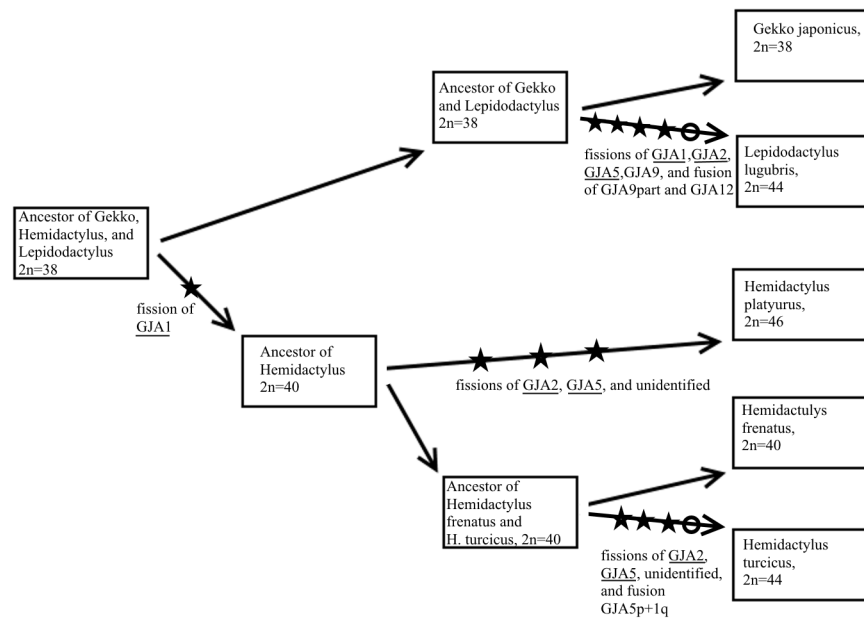 Gekko japonicus,
2n=38
Ancestor of Gekko
and Lepidodactylus
2n=38
fissions of GJA1,GJA2,
GJA5,GJA9, and fusion
of GJA9part and GJA12
Lepidodactylus
lugubris,
2n=44
Ancestor of Gekko,
Hemidactylus, and
Lepidodactylus
2n=38
fission of
GJA1
Hemidactylus
platyurus,
2n=46
Ancestor of
Hemidactylus
2n=40
fissions of GJA2, GJA5, and unidentified
Hemidactulys
frenatus,
2n=40
Ancestor of
Hemidactylus
frenatus and
H. turcicus, 2n=40
fissions of GJA2,
GJA5, unidentified,
and fusion
GJA5p+1q
Hemidactylus
turcicus,
2n=44